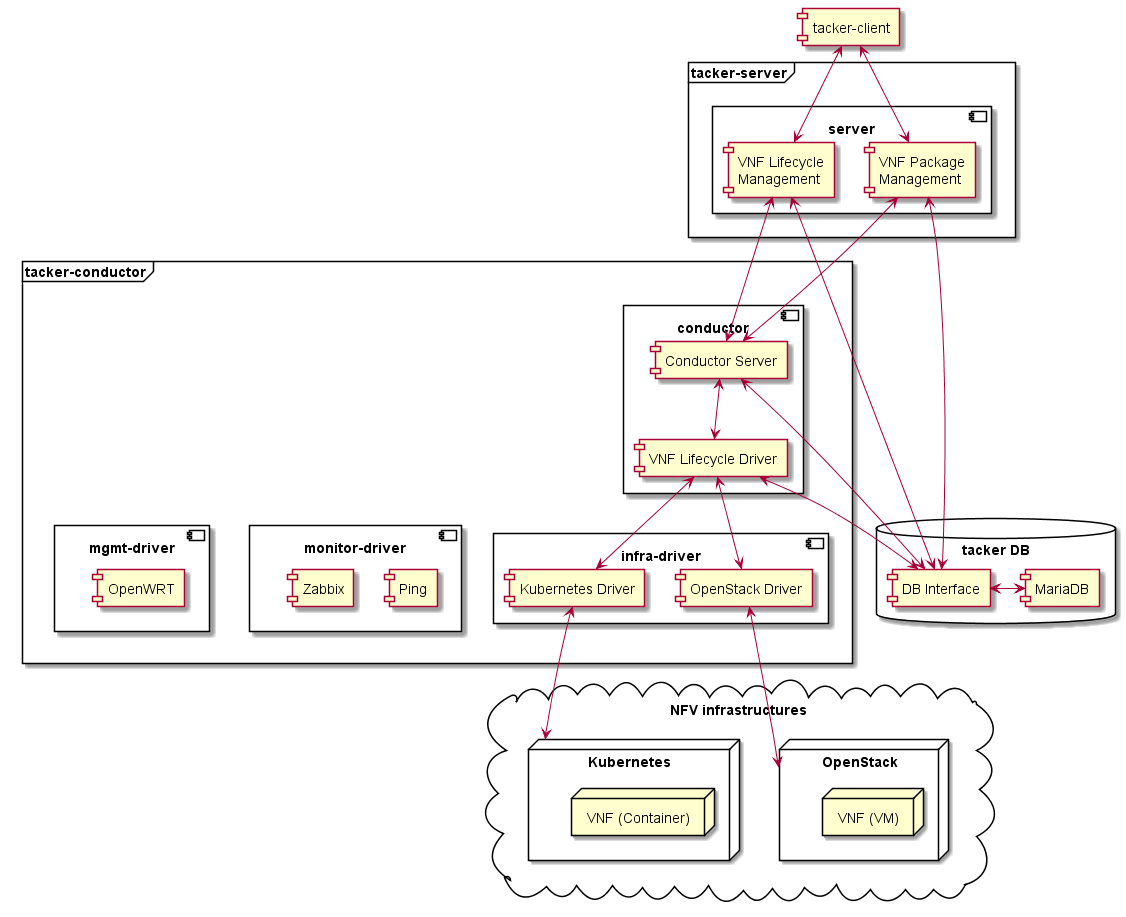 tacker-client
tacker-server
server
VNF Lifecycle
Management
VNF Package
Management
tacker-conductor
conductor
Conductor Server
VNF Lifecycle Driver
mgmt-driver
OpenWRT
monitor-driver
Zabbix
Ping
infra-driver
Kubernetes Driver
OpenStack Driver
tacker DB
DB Interface
MariaDB
NFV infrastructures
Kubernetes
VNF (Container)
OpenStack
VNF (VM)